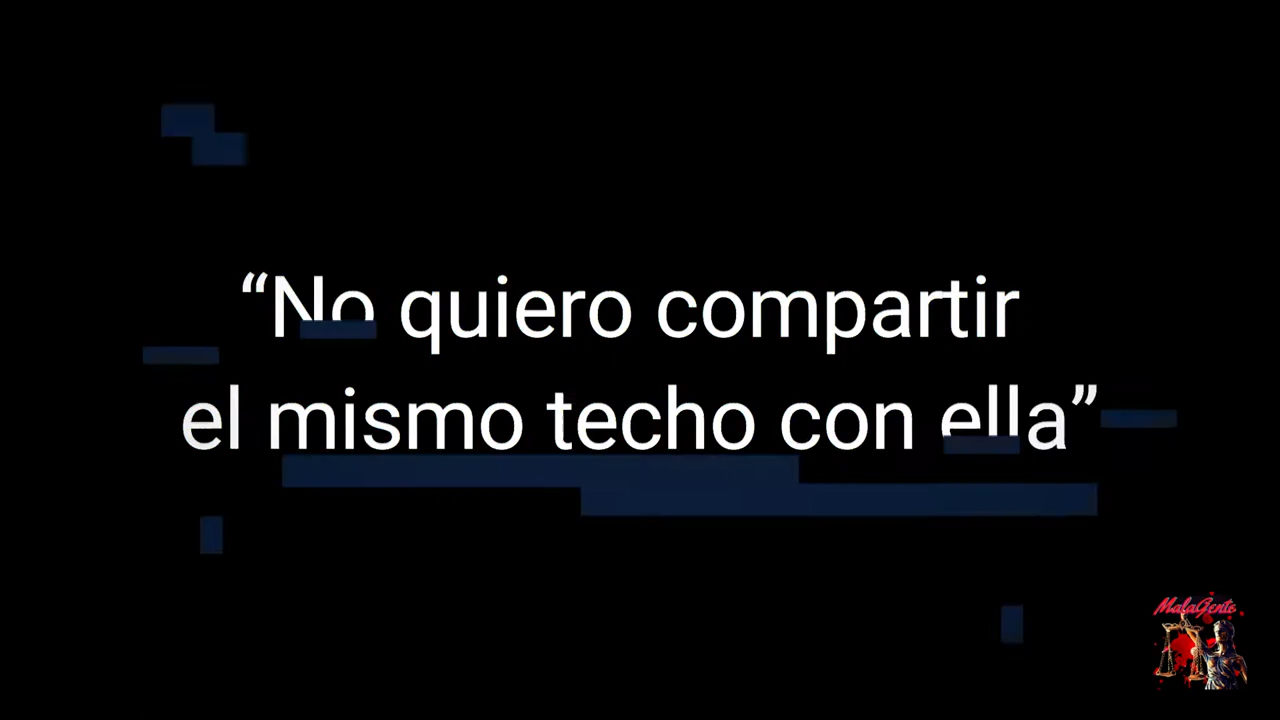 “No quiero compartir
el mismo techo con ella”
MalaGente